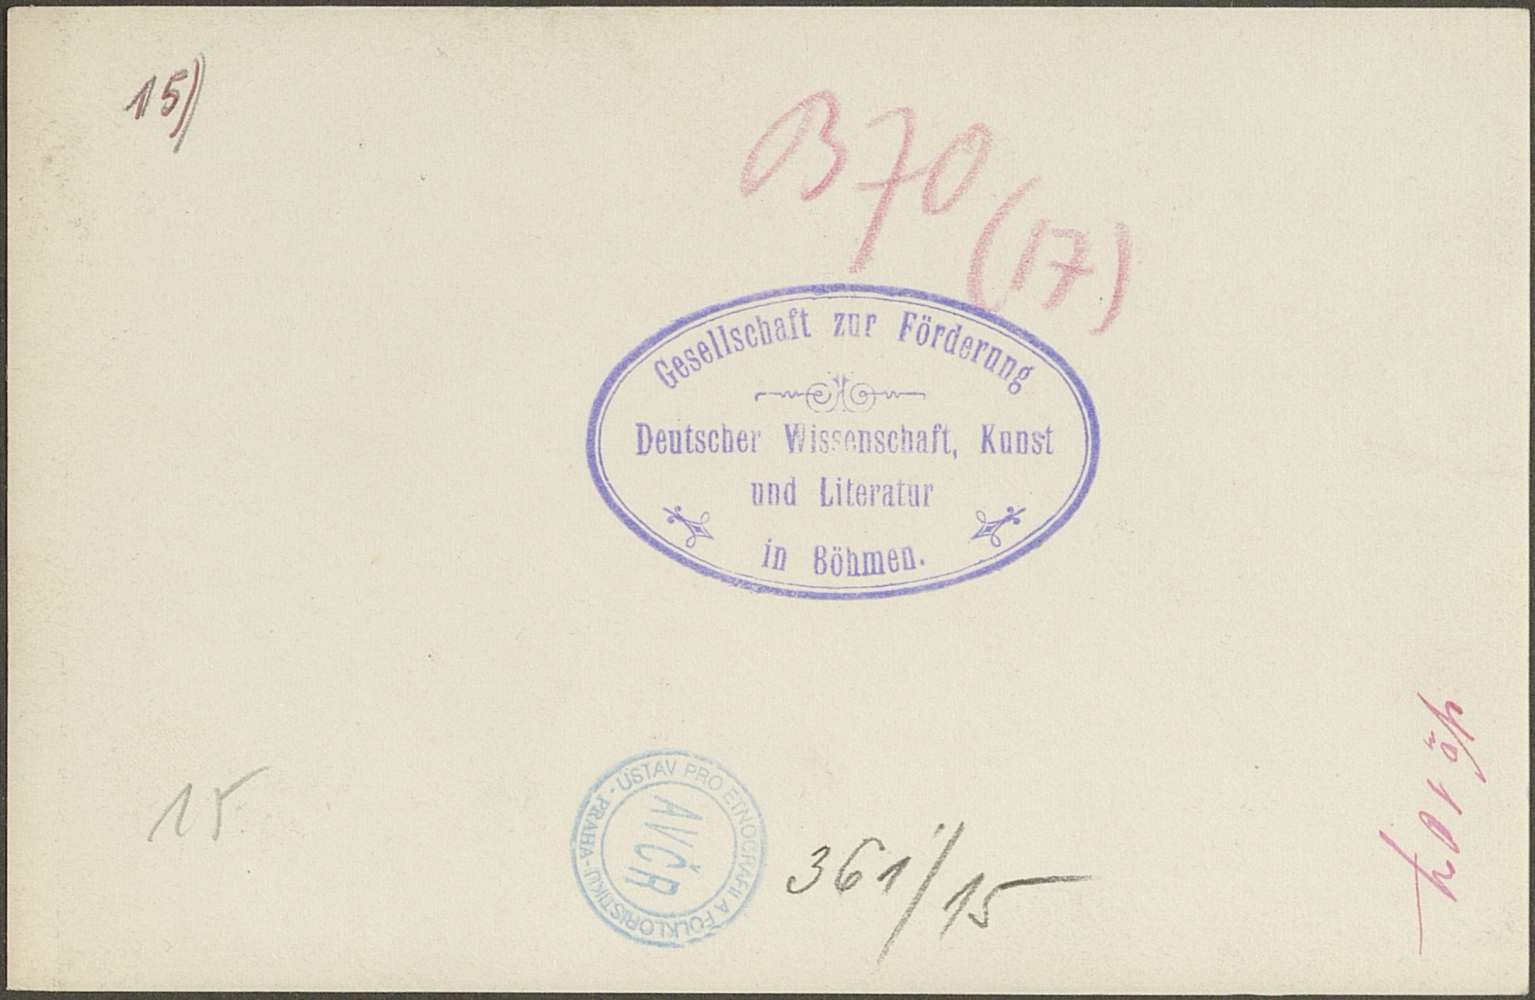 15)
B70
(17)
Gesellschaft zur Förderung
Deutscher Wissenschaft, Kunst
und Literatur
in Böhmen.
15
ÚSTAV PRO ETNOGRAFII A FOLKLORISTIKU - PRAHA -
AVČR
361/15